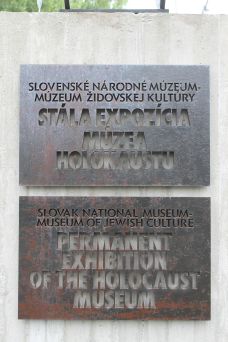 SLOVENSKÉ NÁRODNÉ MÚZEJM-
MÚZEUM ŽIDOVSKEJ KULTÚRY
STÁLA EXPOZÍCIA
MÚZEA
HOLOKAUSTU
SLOVAK NATIONAL MUSEUM-
MUSEUM OF JEWISH CULTURE
PERMANENT
EXHIBITION
OF THE HOLOCAUST
MUSEUM